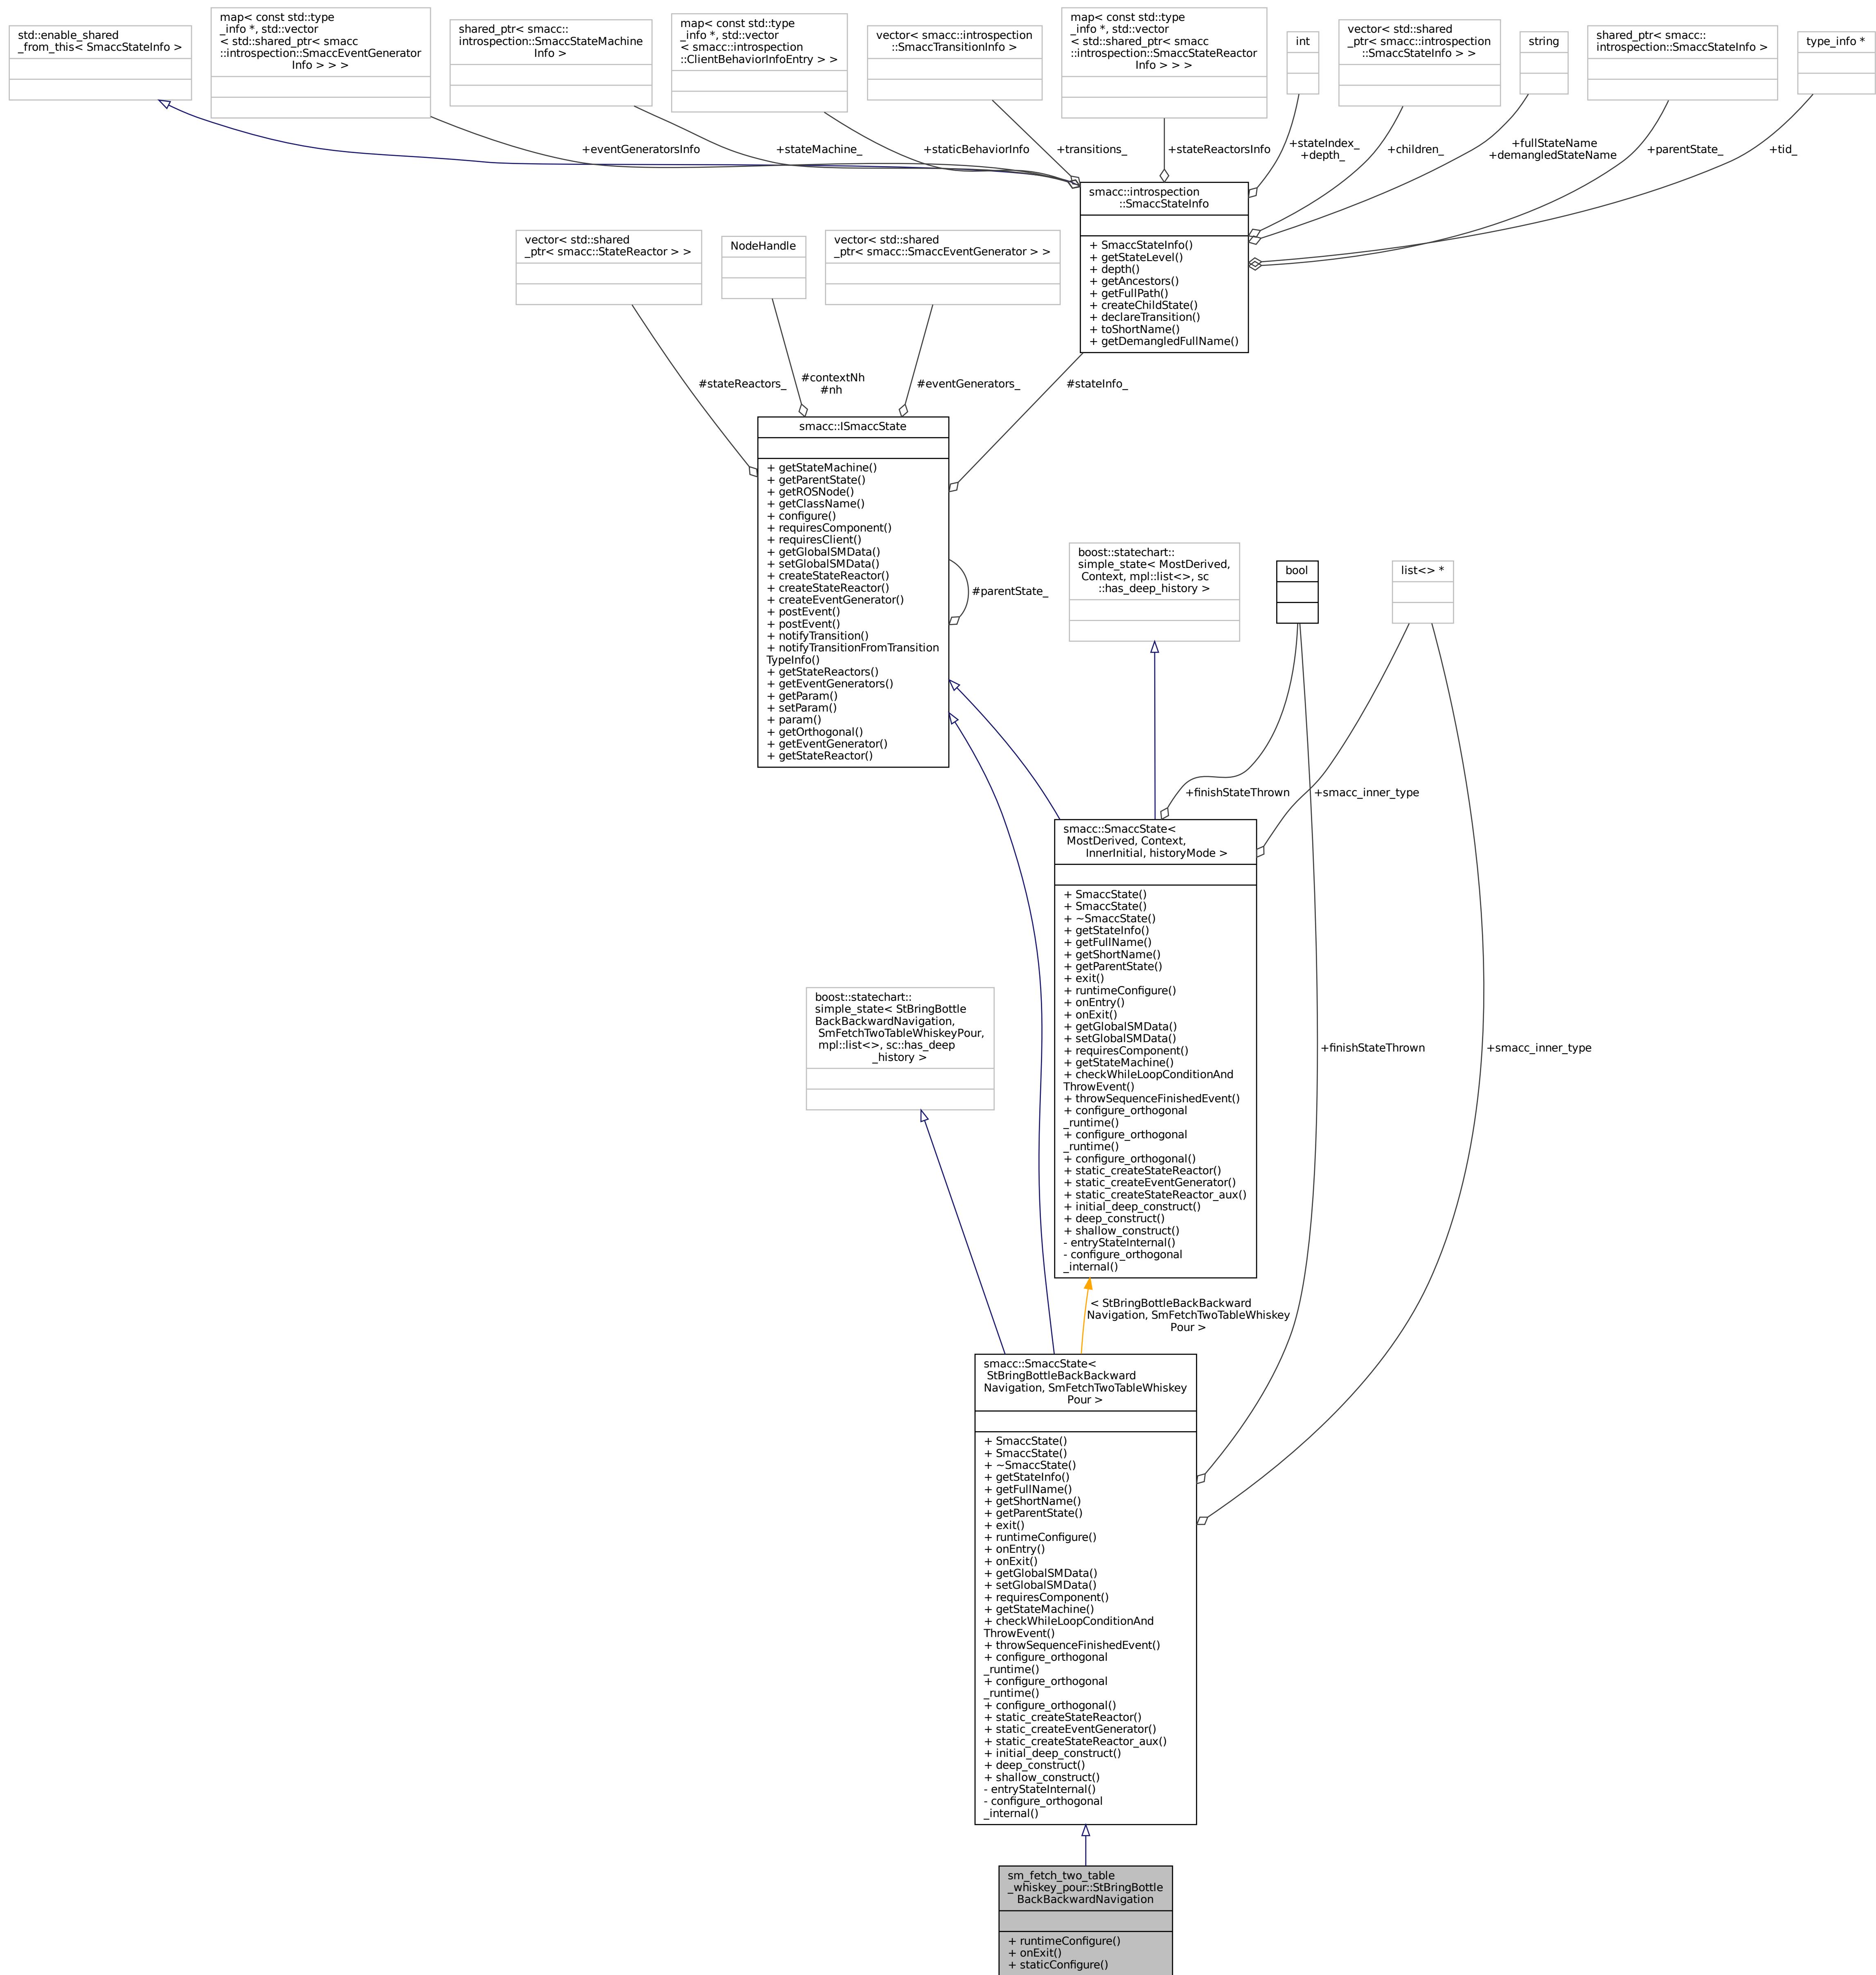 std::enable_shared
_from_this< SmaccStateInfo >
map< const std::type
_info *, std::vector
< std::shared_ptr< smacc
::introspection::SmaccEventGenerator
Info > > >
shared_ptr< smacc::
introspection::SmaccStateMachine
Info >
map< const std::type
_info *, std::vector
< smacc::introspection
::ClientBehaviorInfoEntry > >
vector< smacc::introspection
::SmaccTransitionInfo >
map< const std::type
_info *, std::vector
< std::shared_ptr< smacc
::introspection::SmaccStateReactor
Info > > >
int
vector< std::shared
_ptr< smacc::introspection
::SmaccStateInfo > >
string
shared_ptr< smacc::
introspection::SmaccStateInfo >
type_info *
+eventGeneratorsInfo
+stateMachine_
+staticBehaviorInfo
+transitions_
+stateReactorsInfo
+stateIndex_
+depth_
+children_
+fullStateName
+demangledStateName
+parentState_
+tid_
smacc::introspection
::SmaccStateInfo
+ SmaccStateInfo()
+ getStateLevel()
+ depth()
+ getAncestors()
+ getFullPath()
+ createChildState()
+ declareTransition()
+ toShortName()
+ getDemangledFullName()
vector< std::shared
_ptr< smacc::StateReactor > >
NodeHandle
vector< std::shared
_ptr< smacc::SmaccEventGenerator > >
#stateReactors_
#contextNh
#nh
#eventGenerators_
#stateInfo_
smacc::ISmaccState
+ getStateMachine()
+ getParentState()
+ getROSNode()
+ getClassName()
+ configure()
+ requiresComponent()
+ requiresClient()
+ getGlobalSMData()
+ setGlobalSMData()
+ createStateReactor()
+ createStateReactor()
+ createEventGenerator()
+ postEvent()
+ postEvent()
+ notifyTransition()
+ notifyTransitionFromTransition
TypeInfo()
+ getStateReactors()
+ getEventGenerators()
+ getParam()
+ setParam()
+ param()
+ getOrthogonal()
+ getEventGenerator()
+ getStateReactor()
#parentState_
boost::statechart::
simple_state< MostDerived,
Context, mpl::list<>, sc
::has_deep_history >
bool
list<> *
+finishStateThrown
+smacc_inner_type
smacc::SmaccState<
MostDerived, Context,
InnerInitial, historyMode >
+ SmaccState()
+ SmaccState()
+ ~SmaccState()
+ getStateInfo()
+ getFullName()
+ getShortName()
+ getParentState()
+ exit()
+ runtimeConfigure()
+ onEntry()
+ onExit()
+ getGlobalSMData()
+ setGlobalSMData()
+ requiresComponent()
+ getStateMachine()
+ checkWhileLoopConditionAnd
ThrowEvent()
+ throwSequenceFinishedEvent()
+ configure_orthogonal
_runtime()
+ configure_orthogonal
_runtime()
+ configure_orthogonal()
+ static_createStateReactor()
+ static_createEventGenerator()
+ static_createStateReactor_aux()
+ initial_deep_construct()
+ deep_construct()
+ shallow_construct()
- entryStateInternal()
- configure_orthogonal
_internal()
boost::statechart::
simple_state< StBringBottle
BackBackwardNavigation,
SmFetchTwoTableWhiskeyPour,
mpl::list<>, sc::has_deep
_history >
+finishStateThrown
+smacc_inner_type
< StBringBottleBackBackward
Navigation, SmFetchTwoTableWhiskey
Pour >
smacc::SmaccState<
StBringBottleBackBackward
Navigation, SmFetchTwoTableWhiskey
Pour >
+ SmaccState()
+ SmaccState()
+ ~SmaccState()
+ getStateInfo()
+ getFullName()
+ getShortName()
+ getParentState()
+ exit()
+ runtimeConfigure()
+ onEntry()
+ onExit()
+ getGlobalSMData()
+ setGlobalSMData()
+ requiresComponent()
+ getStateMachine()
+ checkWhileLoopConditionAnd
ThrowEvent()
+ throwSequenceFinishedEvent()
+ configure_orthogonal
_runtime()
+ configure_orthogonal
_runtime()
+ configure_orthogonal()
+ static_createStateReactor()
+ static_createEventGenerator()
+ static_createStateReactor_aux()
+ initial_deep_construct()
+ deep_construct()
+ shallow_construct()
- entryStateInternal()
- configure_orthogonal
_internal()
sm_fetch_two_table
_whiskey_pour::StBringBottle
BackBackwardNavigation
+ runtimeConfigure()
+ onExit()
+ staticConfigure()